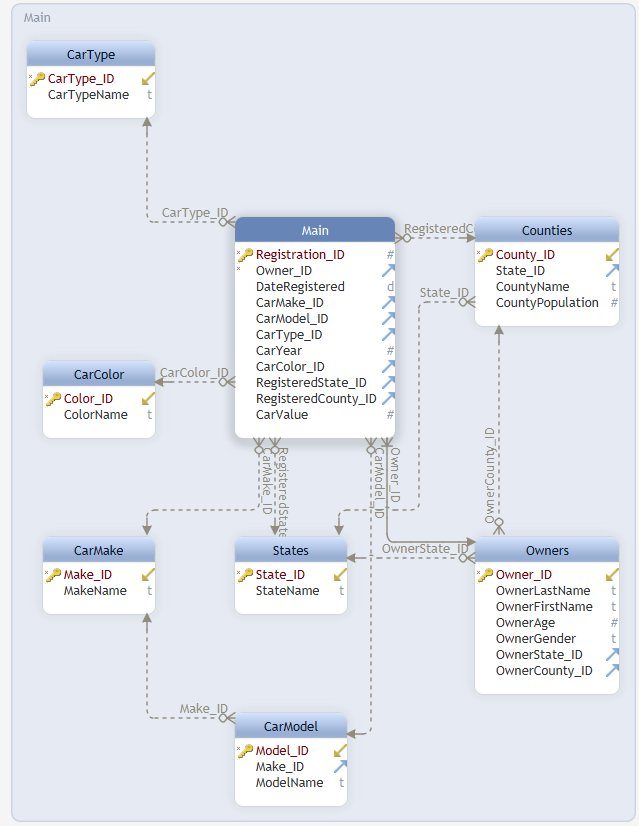 Main
CarType
CarType_ID
CarTypeName t
CarType_ID
Main
Registration_ID #
Owner_ID
DateRegistered d
CarMake_ID
CarModel_ID
CarType_ID
CarYear #
CarColor_ID
RegisteredState_ID
RegisteredCounty_ID
CarValue #
RegisteredC
Counties
County_ID
State_ID
CountyName t
CountyPopulation #
State_ID
CarColor
Color_ID
ColorName t
CarColor_ID
CarMake_ID
RegisteredState
CarModel_ID
Owner_ID
OwnerCounty_ID
CarMake
Make_ID
MakeName t
States
State_ID
StateName t
OwnerState_ID
Owners
Owner_ID
OwnerLastName t
OwnerFirstName t
OwnerAge #
OwnerGender t
OwnerState_ID
OwnerCounty_ID
Make_ID
CarModel
Model_ID
Make_ID
ModelName t